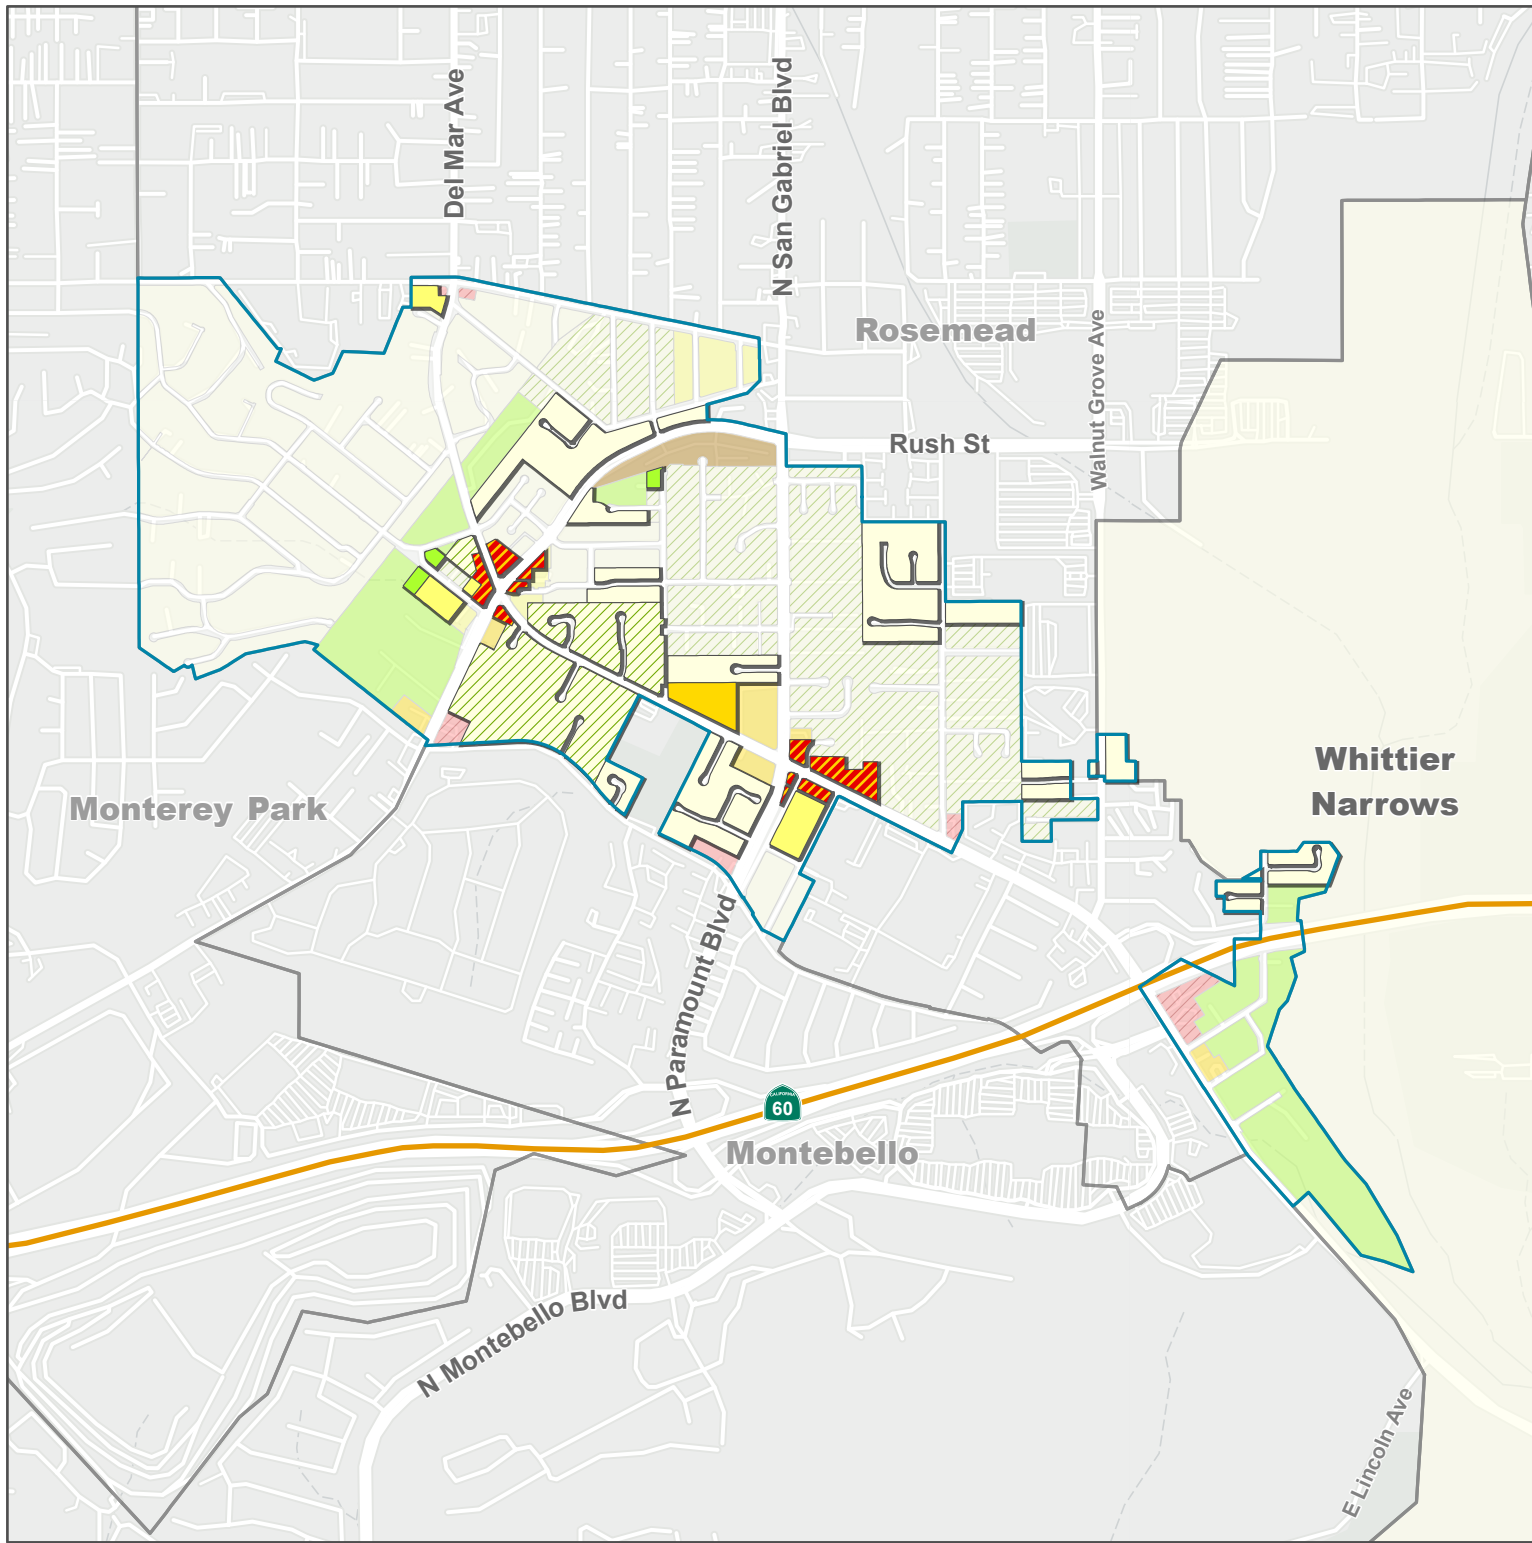 Del Mar Ave
N San Gabriel Blvd
Rosemead
Walnut Grove Ave
Rush St
Whittier
Narrows
Monterey Park
N Paramount Blvd
CALIFORNIA
60
Montebello
N Montebello Blvd
E Lincoln Ave